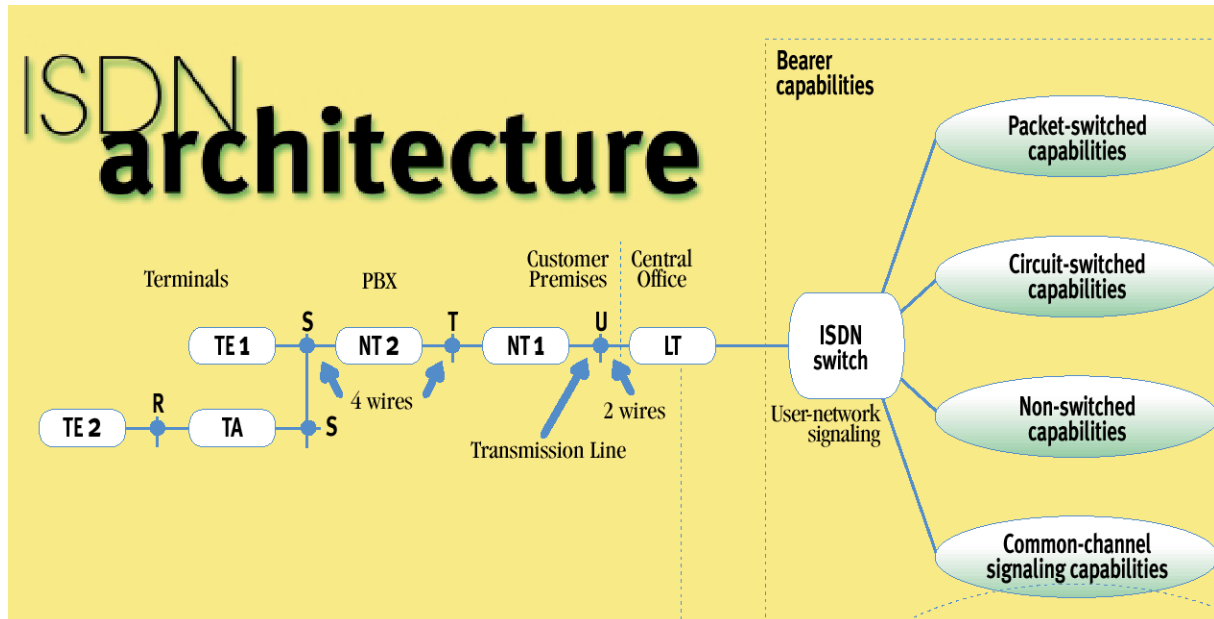 ISDN
architecture
Bearer
capabilities
Packet-switched
capabilities
Circuit-switched
capabilities
Non-switched
capabilities
Common-channel
signaling capabilities
ISDN
switch
User-network
signaling
Terminals
PBX
Customer
Premises
Central
Office
S
T
U
TE 1
NT 2
NT 1
LT
4 wires
2 wires
R
TE 2
TA
S
Transmission Line